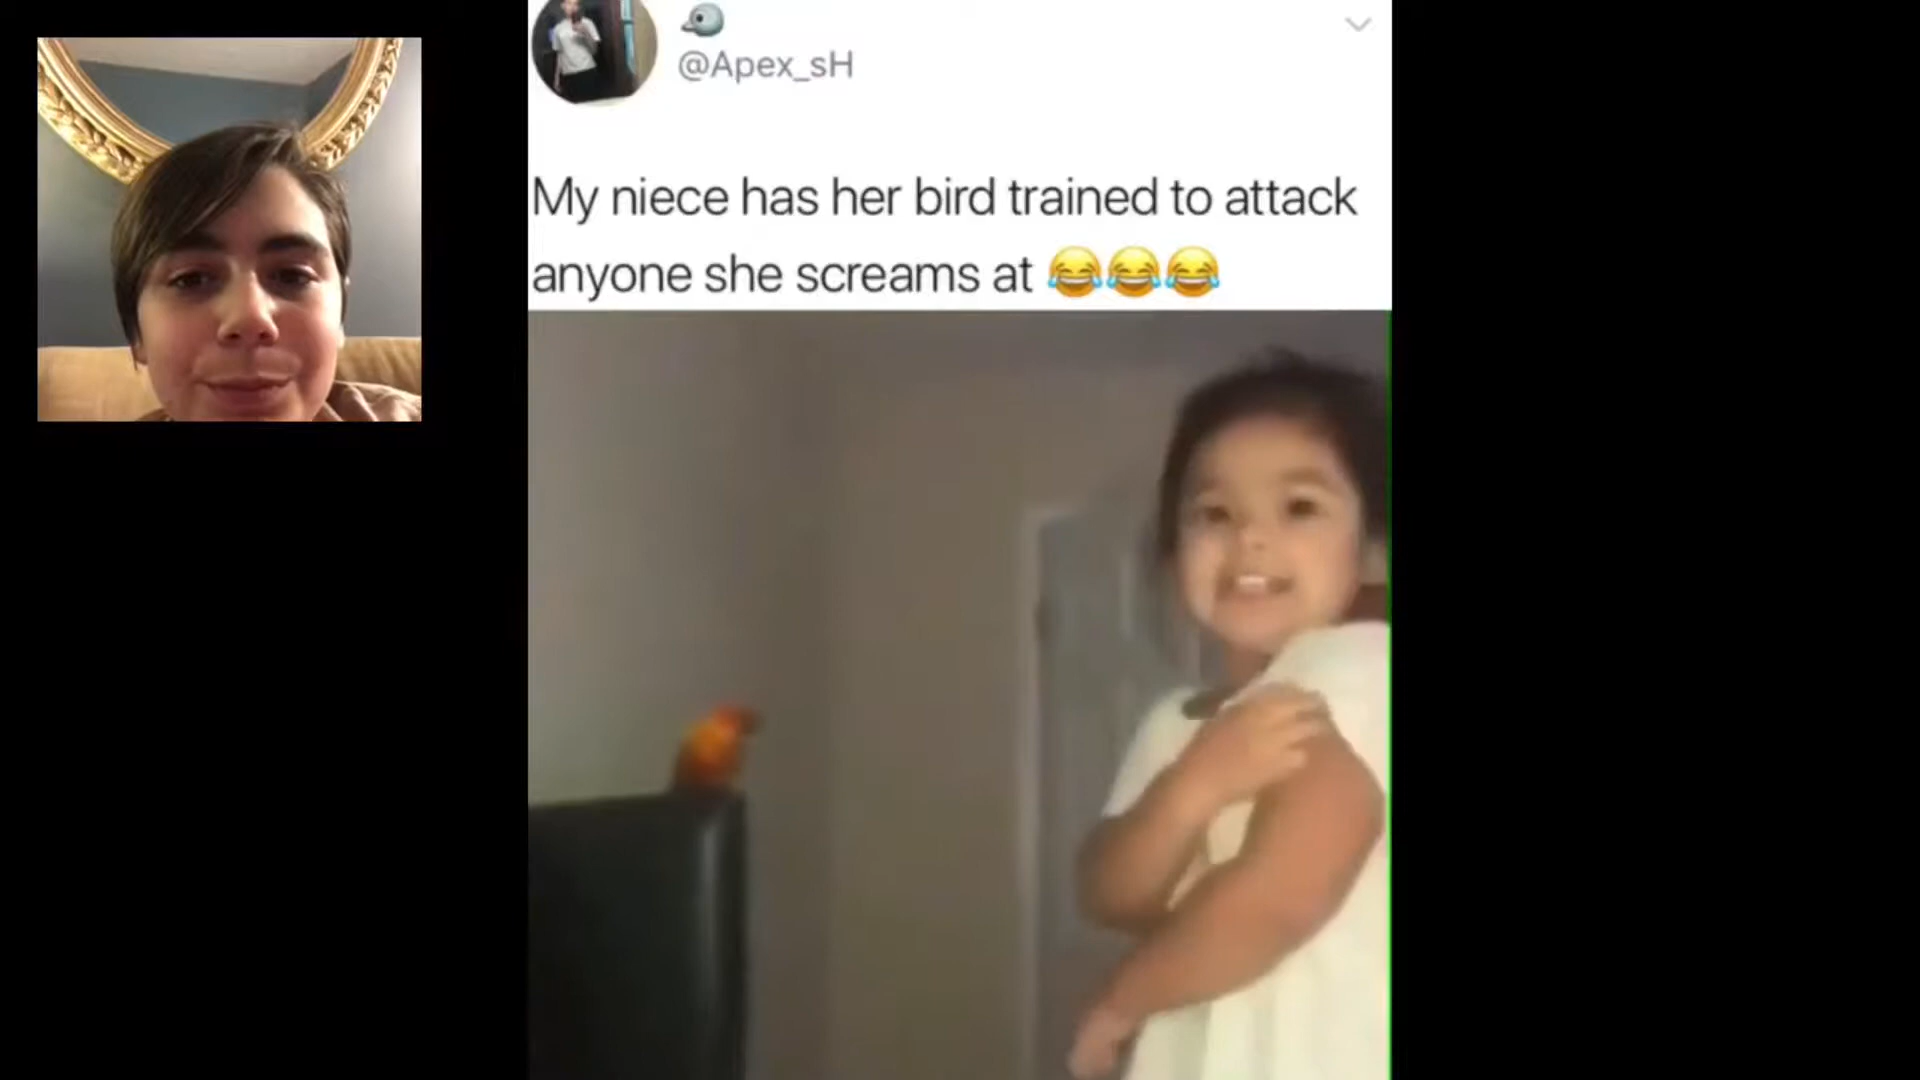 @Apex_sH
My niece has her bird trained to attack
anyone she screams at 😂😂😂